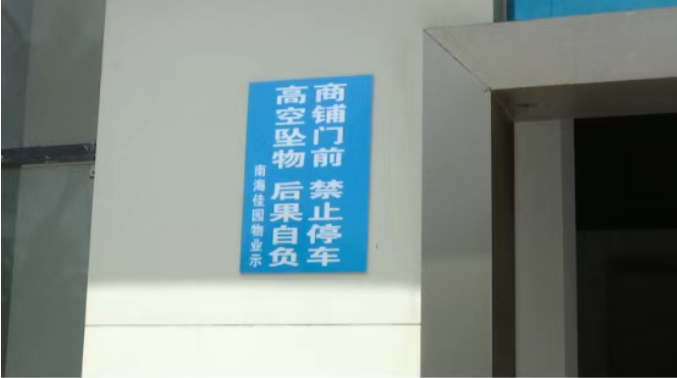 商铺门前 禁止停车
高空坠物 后果自负
南海佳园物业示